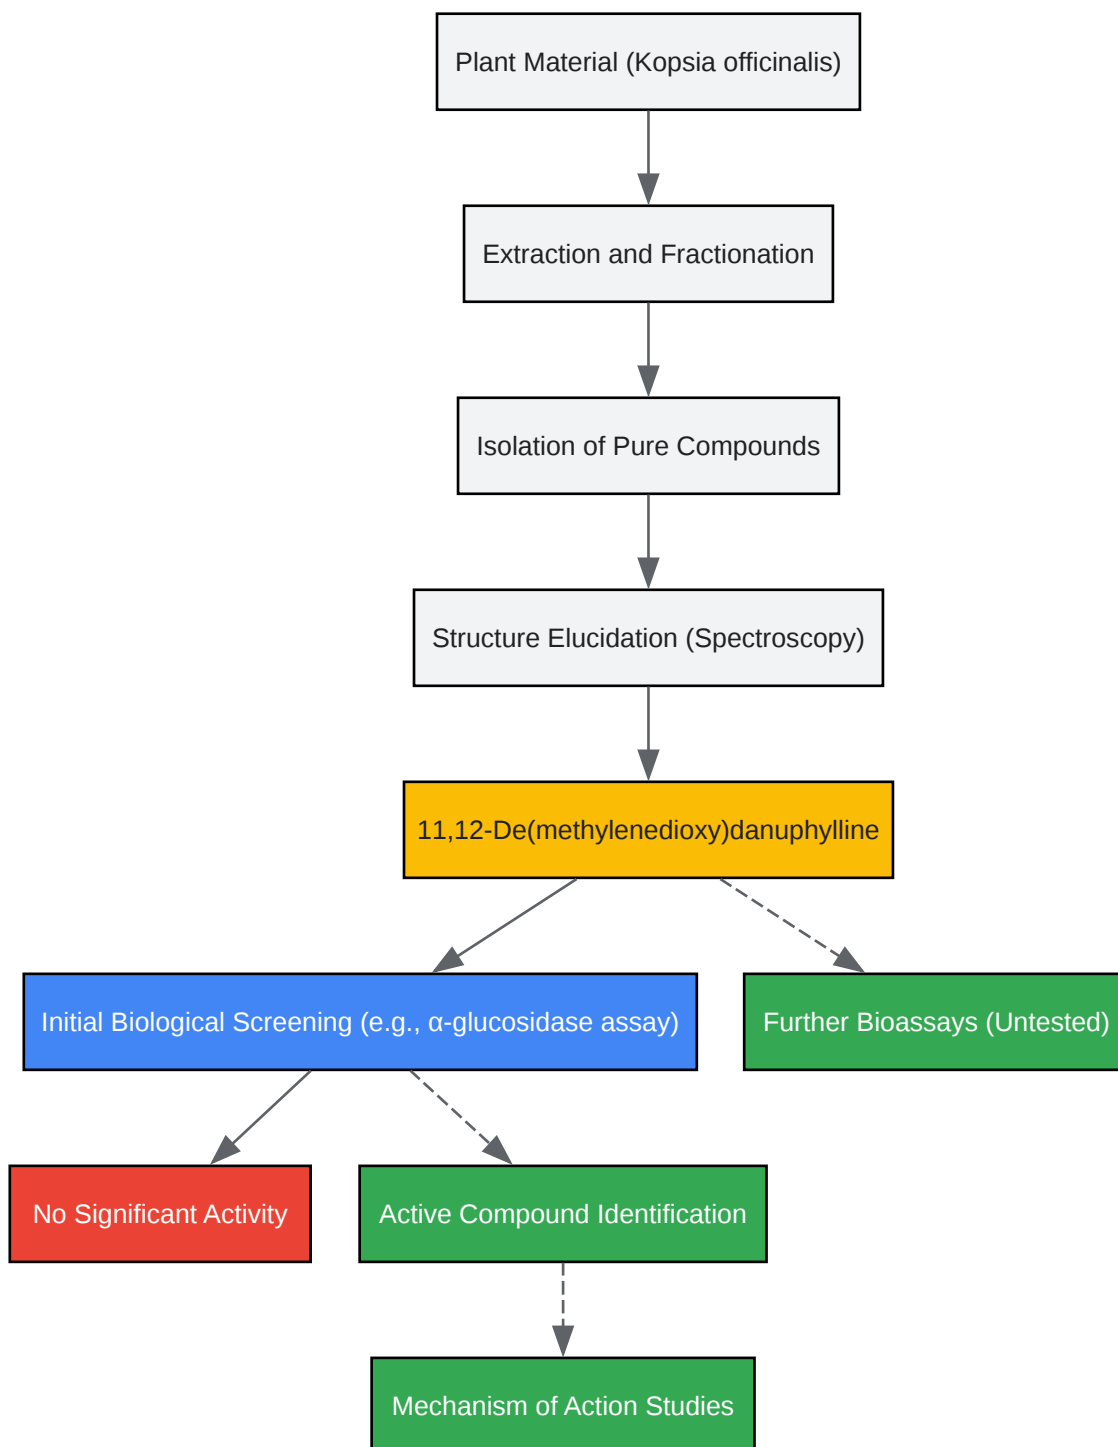 Plant Material (Kopsia officinalis)
Extraction and Fractionation
Isolation of Pure Compounds
Structure Elucidation (Spectroscopy)
11,12-De(methylenedioxy)danuphylline
Initial Biological Screening (e.g., α-glucosidase assay)
Further Bioassays (Untested)
No Significant Activity
Active Compound Identification
Mechanism of Action Studies